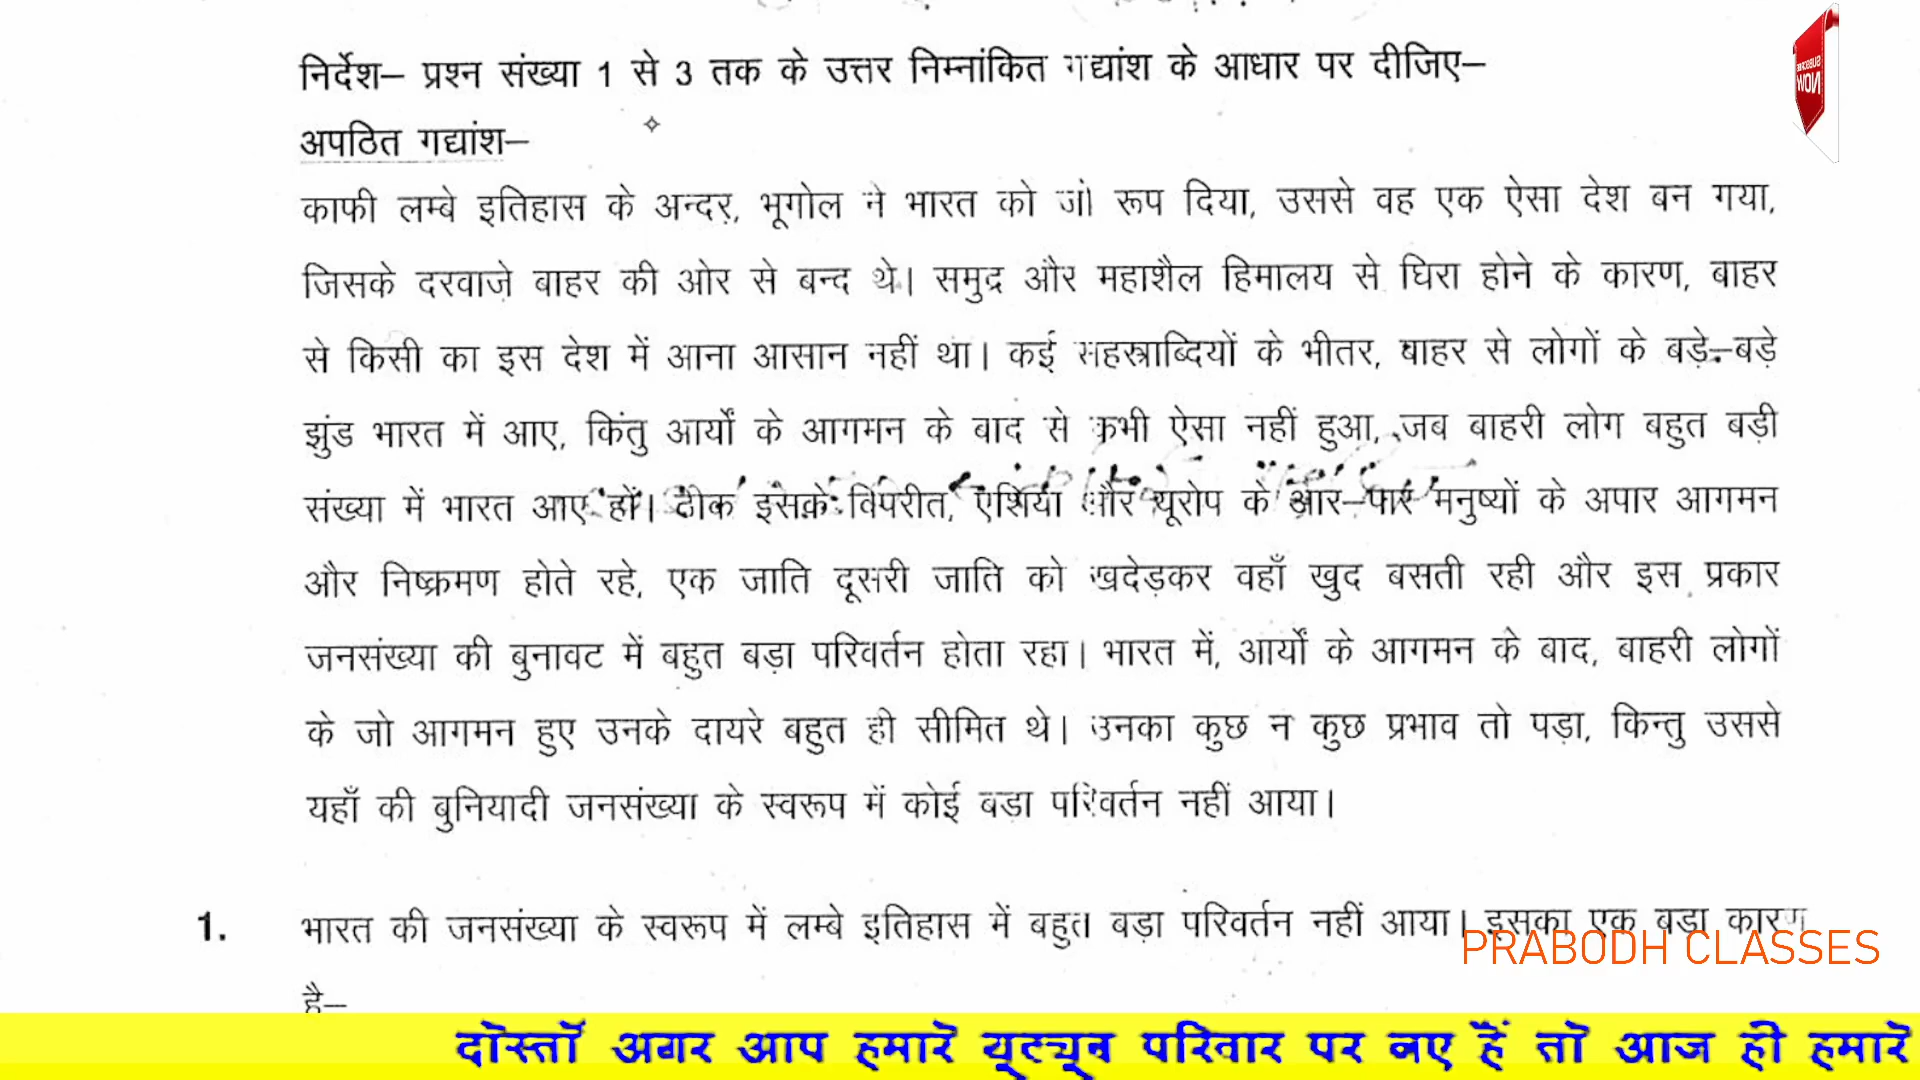 निर्देश– प्रश्न संख्या 1 से 3 तक के उत्तर निम्नांकित गद्यांश के आधार पर दीजिए–
SUBSCRIBE
NOW
अपठित गद्यांश–
काफी लम्बे इतिहास के अन्दर, भूगोल ने भारत को जो रूप दिया, उससे वह एक ऐसा देश बन गया,
जिसके दरवाजे बाहर की ओर से बन्द थे। समुद्र और महाशैल हिमालय से घिरा होने के कारण, बाहर
से किसी का इस देश में आना आसान नहीं था। कई सहस्त्राब्दियों के भीतर, बाहर से लोगों के बड़े–बड़े
झुंड भारत में आए, किंतु आर्यों के आगमन के बाद से कभी ऐसा नहीं हुआ, जब बाहरी लोग बहुत बड़ी
संख्या में भारत आए हों। ठीक इसके विपरीत, एशिया और यूरोप के आर–पार मनुष्यों के अपार आगमन
और निष्क्रमण होते रहे, एक जाति दूसरी जाति को खदेड़कर वहाँ खुद बसती रही और इस प्रकार
जनसंख्या की बुनावट में बहुत बड़ा परिवर्तन होता रहा। भारत में, आर्यों के आगमन के बाद, बाहरी लोगों
के जो आगमन हुए उनके दायरे बहुत ही सीमित थे। उनका कुछ न कुछ प्रभाव तो पड़ा, किन्तु उससे
यहाँ की बुनियादी जनसंख्या के स्वरूप में कोई बडा परिवर्तन नहीं आया।
1. भारत की जनसंख्या के स्वरूप में लम्बे इतिहास में बहुत बड़ा परिवर्तन नहीं आया। इसका एक बडा कारण
है–
PRABODH CLASSES
दोस्तों अगर आप हमारे यूट्यूब परिवार पर नए हैं तो आज ही हमारे